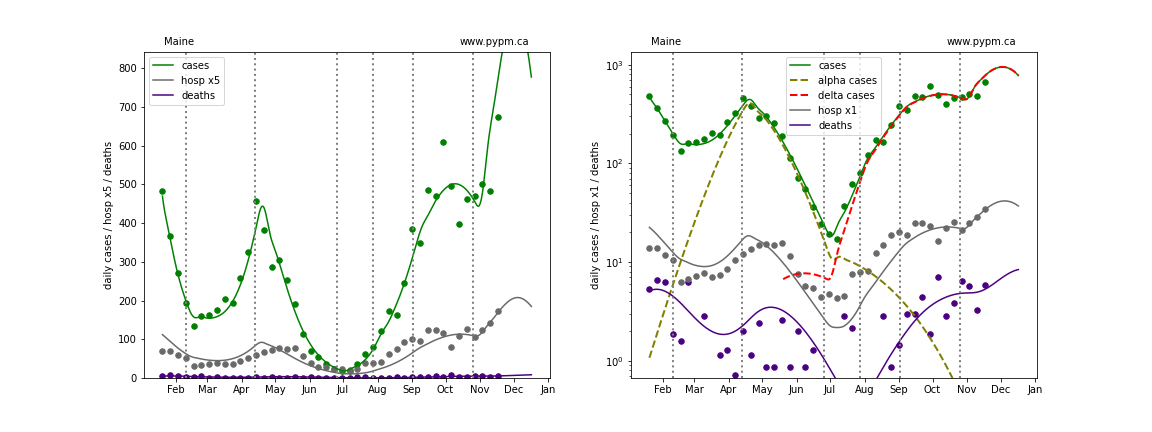 Maine www.pypm.ca
cases
hosp x5
deaths
daily cases / hosp x5 / deaths
800
700
600
500
400
300
200
100
0
Feb Mar Apr May Jun Jul Aug Sep Oct Nov Dec Jan
Maine www.pypm.ca
cases
alpha cases
delta cases
hosp x1
deaths
daily cases / hosp x1 / deaths
10³
10²
10¹
10⁰
Feb Mar Apr May Jun Jul Aug Sep Oct Nov Dec Jan